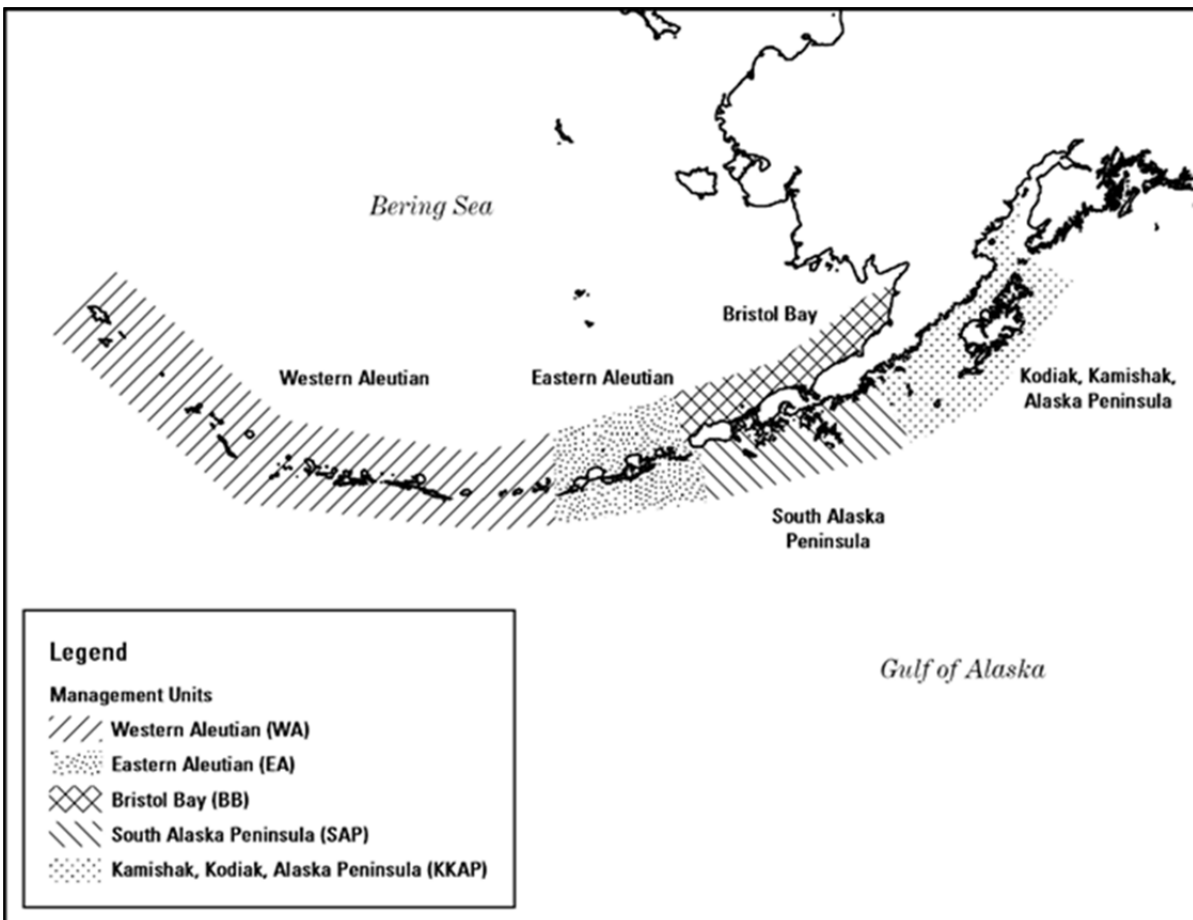 Bering Sea
Bristol Bay
Western Aleutian
Eastern Aleutian
Kodiak, Kamishak,
Alaska Peninsula
South Alaska
Peninsula
Gulf of Alaska
Legend
Management Units
Western Aleutian (WA)
Eastern Aleutian (EA)
Bristol Bay (BB)
South Alaska Peninsula (SAP)
Kamishak, Kodiak, Alaska Peninsula (KKAP)